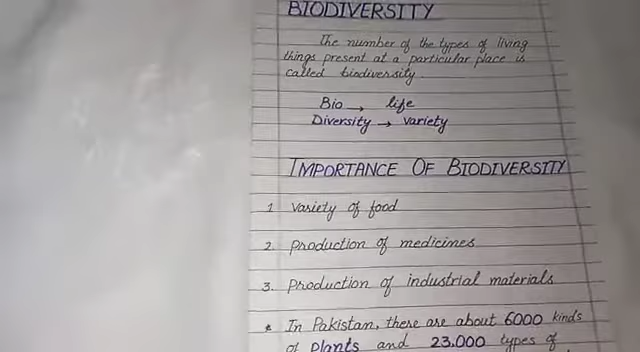 BIODIVERSITY
The number of the types of living
things present at a particular place is
called biodiversity.
Bio → life
Diversity → variety
IMPORTANCE OF BIODIVERSITY
1 Variety of food
2. Production of medicines
3. Production of industrial materials
* In Pakistan, there are about 6000 kinds
of plants and 23,000 types of